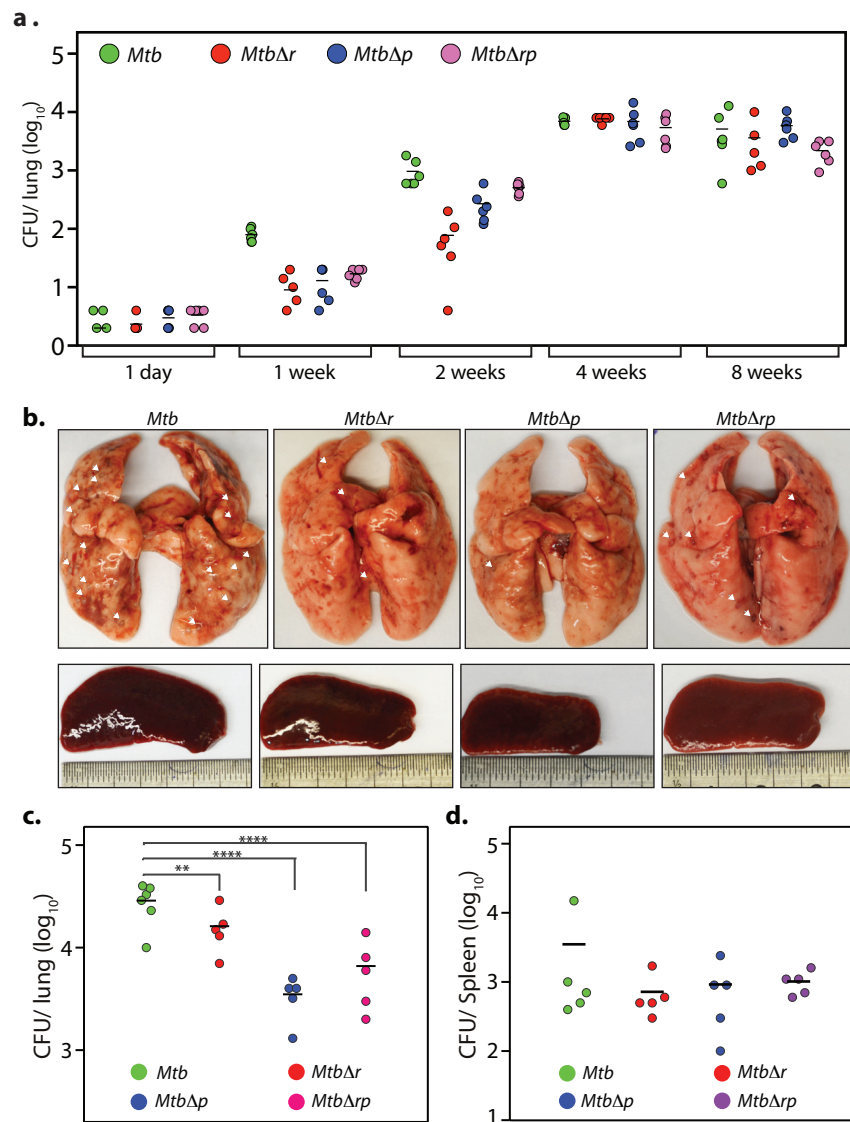 a .
Mtb MtbΔr MtbΔp MtbΔrp
CFU/ lung (log10)
5
4
3
2
1
0
1 day 1 week 2 weeks 4 weeks 8 weeks
b.
Mtb MtbΔr MtbΔp MtbΔrp
c.
CFU/ lung (log10)
5
4
3
****
****
**
Mtb MtbΔr
MtbΔp MtbΔrp
d.
CFU/ Spleen (log10)
5
4
3
2
1
Mtb MtbΔr
MtbΔp MtbΔrp